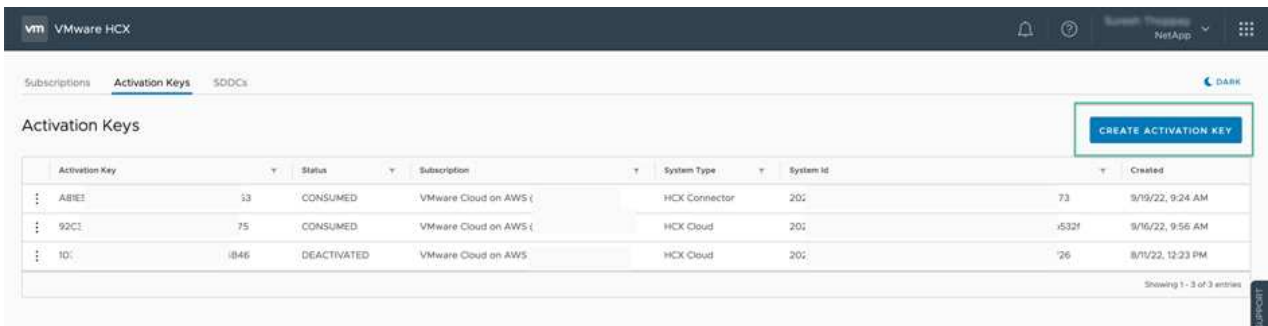 vm VMware HCX
NetApp
Subscriptions Activation Keys SDDCs DARK
Activation Keys CREATE ACTIVATION KEY
Activation Key Status Subscription System Type System Id Created
A81EE 53 CONSUMED VMware Cloud on AWS ( HCX Connector 202 73 9/19/22, 9:24 AM
92C3 75 CONSUMED VMware Cloud on AWS ( HCX Cloud 202 532f 9/16/22, 9:56 AM
10 B46 DEACTIVATED VMware Cloud on AWS HCX Cloud 202 26 8/11/22, 12:23 PM
Showing 1 - 3 of 3 entries
SUPPORT